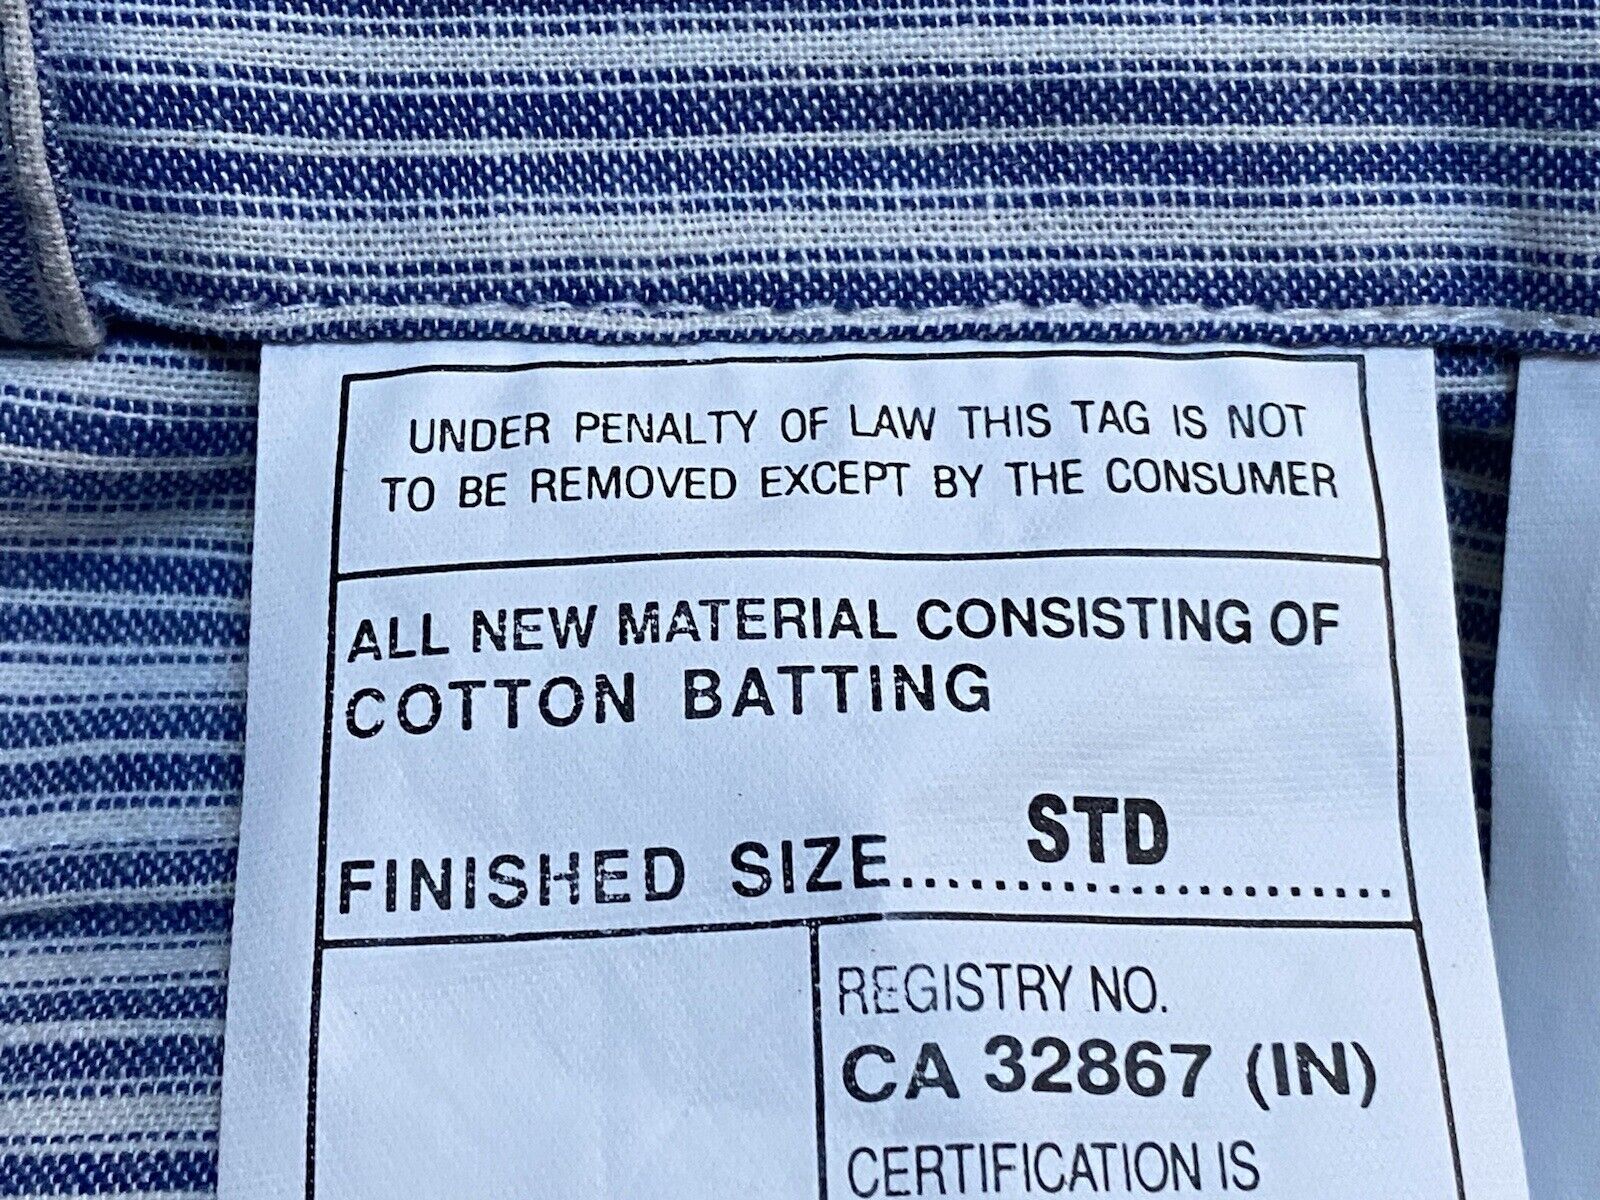 UNDER PENALTY OF LAW THIS TAG IS NOT
TO BE REMOVED EXCEPT BY THE CONSUMER
ALL NEW MATERIAL CONSISTING OF
COTTON BATTING
FINISHED SIZE......................STD
REGISTRY NO.
CA 32867 (IN)
CERTIFICATION IS